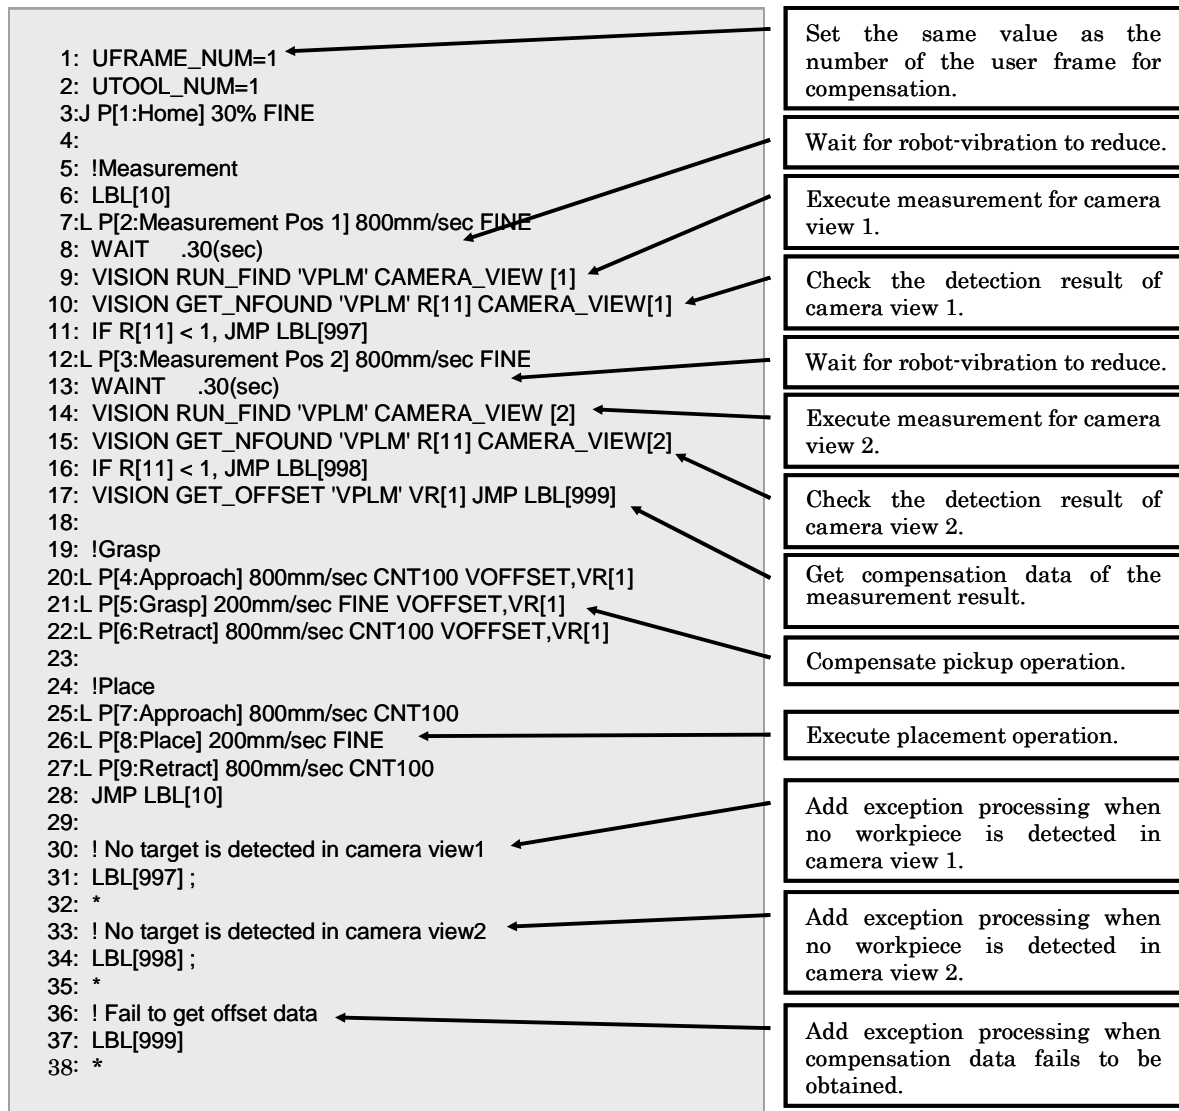 1: UFRAME_NUM=1
2: UTOOL_NUM=1
3:J P[1:Home] 30% FINE
4:
5: !Measurement
6: LBL[10]
7:L P[2:Measurement Pos 1] 800mm/sec FINE
8: WAIT .30(sec)
9: VISION RUN_FIND 'VPLM' CAMERA_VIEW [1]
10: VISION GET_NFOUND 'VPLM' R[11] CAMERA_VIEW[1]
11: IF R[11] < 1, JMP LBL[997]
12:L P[3:Measurement Pos 2] 800mm/sec FINE
13: WAINT .30(sec)
14: VISION RUN_FIND 'VPLM' CAMERA_VIEW [2]
15: VISION GET_NFOUND 'VPLM' R[11] CAMERA_VIEW[2]
16: IF R[11] < 1, JMP LBL[998]
17: VISION GET_OFFSET 'VPLM' VR[1] JMP LBL[999]
18:
19: !Grasp
20:L P[4:Approach] 800mm/sec CNT100 VOFFSET,VR[1]
21:L P[5:Grasp] 200mm/sec FINE VOFFSET,VR[1]
22:L P[6:Retract] 800mm/sec CNT100 VOFFSET,VR[1]
23:
24: !Place
25:L P[7:Approach] 800mm/sec CNT100
26:L P[8:Place] 200mm/sec FINE
27:L P[9:Retract] 800mm/sec CNT100
28: JMP LBL[10]
29:
30: ! No target is detected in camera view1
31: LBL[997] ;
32: *
33: ! No target is detected in camera view2
34: LBL[998] ;
35: *
36: ! Fail to get offset data
37: LBL[999]
38: *
Set the same value as the
number of the user frame for
compensation.
Wait for robot-vibration to reduce.
Execute measurement for camera
view 1.
Check the detection result of
camera view 1.
Wait for robot-vibration to reduce.
Execute measurement for camera
view 2.
Check the detection result of
camera view 2.
Get compensation data of the
measurement result.
Compensate pickup operation.
Execute placement operation.
Add exception processing when
no workpiece is detected in
camera view 1.
Add exception processing when
no workpiece is detected in
camera view 2.
Add exception processing when
compensation data fails to be
obtained.